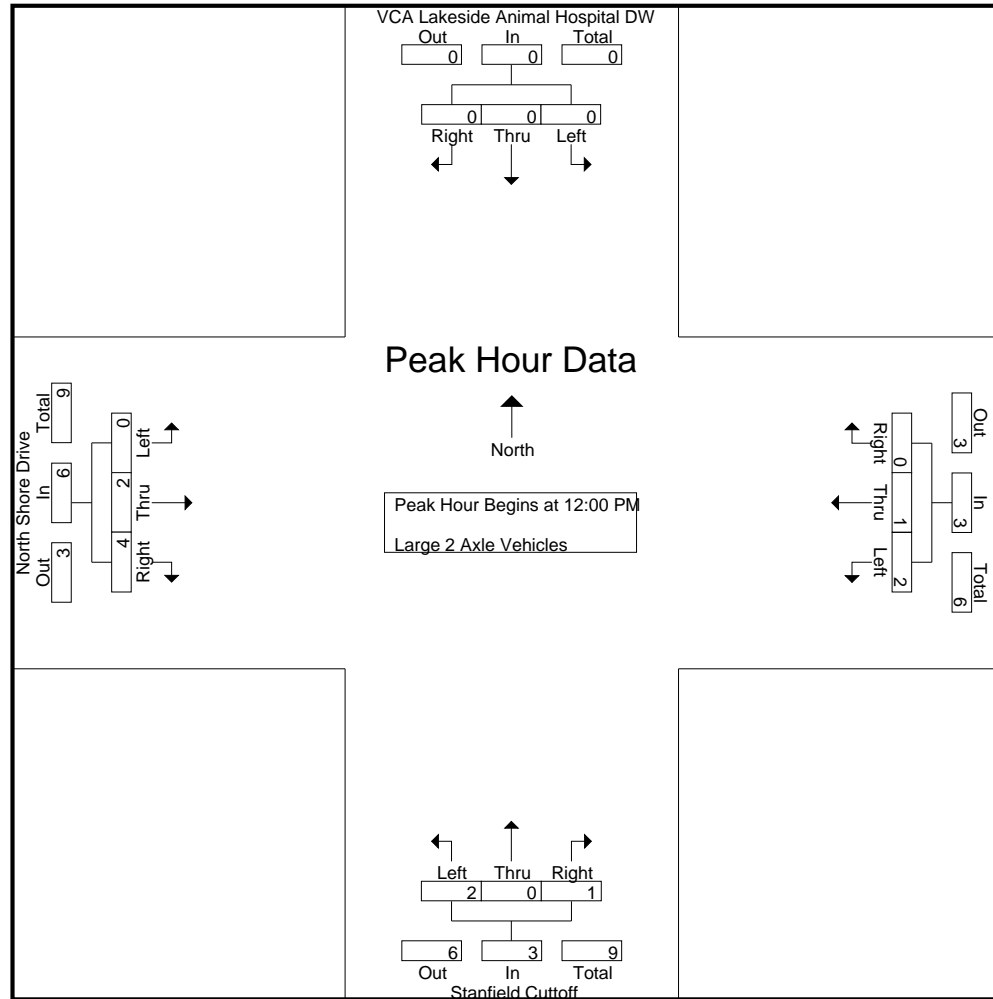 VCA Lakeside Animal Hospital DW
Out In Total
0 0 0
0 0 0
Right Thru Left
Peak Hour Data
North
Peak Hour Begins at 12:00 PM
Large 2 Axle Vehicles
North Shore Drive
Out In Total
3 6 9
Right Thru Left
4 2 0
Out In Total
3 3 6
Right Thru Left
0 1 2
Left Thru Right
2 0 1
6 3 9
Out In Total
Stanfield Cuttoff